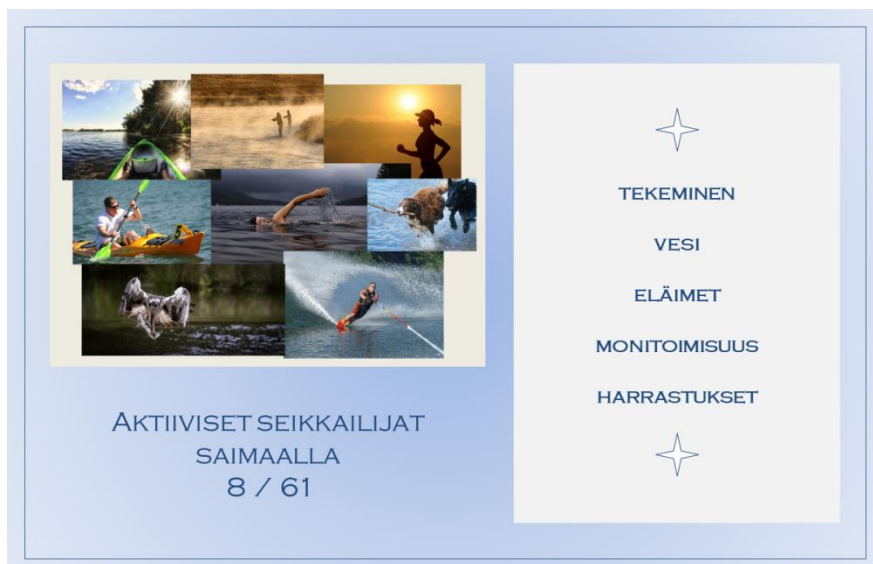 AKTIIVISET SEIKKAILIJAT
SAIMAALLA
8 / 61
TEKEMINEN
VESI
ELÄIMET
MONITOIMISUUS
HARRASTUKSET